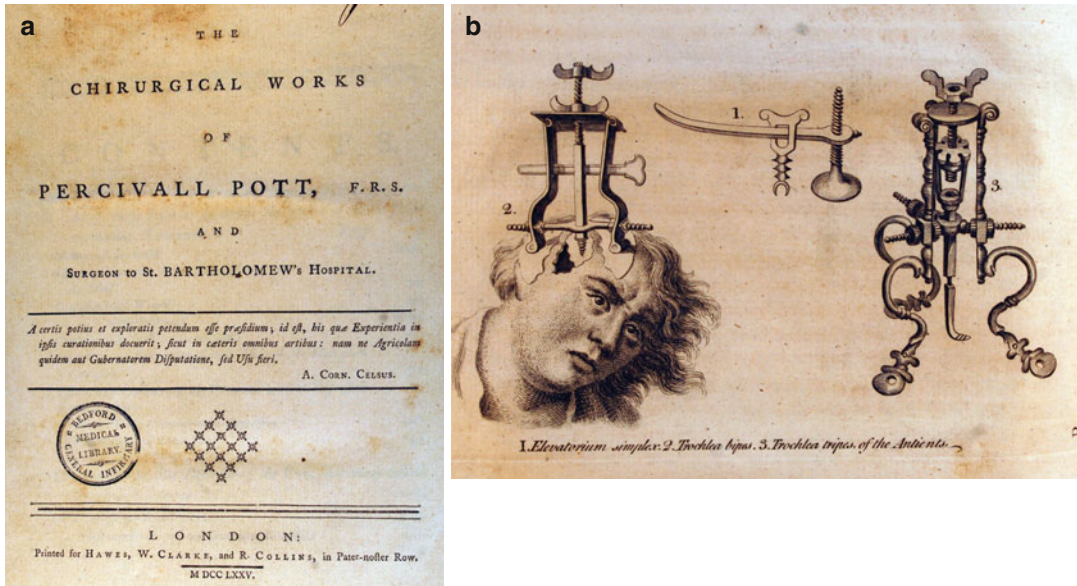 a
THE
CHIRURGICAL WORKS
OF
PERCIVALL POTT, F.R.S.
AND
SURGEON to St. BARTHOLOMEW's HOSPITAL.
A certis potius et exploratis petendum eſſe præſidium; id eſt, his quæ Experientia in
ipſis curationibus docuerit; ſicut in cæteris omnibus artibus: nam ne Agricolam
quidem aut Gubernatorem Diſputatione, ſed Uſu fieri.
A. CORN. CELSUS.
BEDFORD
MEDICAL
LIBRARY.
GENERAL INFIRMARY
LONDON:
Printed for HAWES, W. CLARKE, and R. COLLINS, in Pater-noſter Row.
M DCC LXXV.
b
1.
2.
3.
1. Elevatorium simplex. 2. Trochlea bipes. 3. Trochlea tripes. of the Antients.